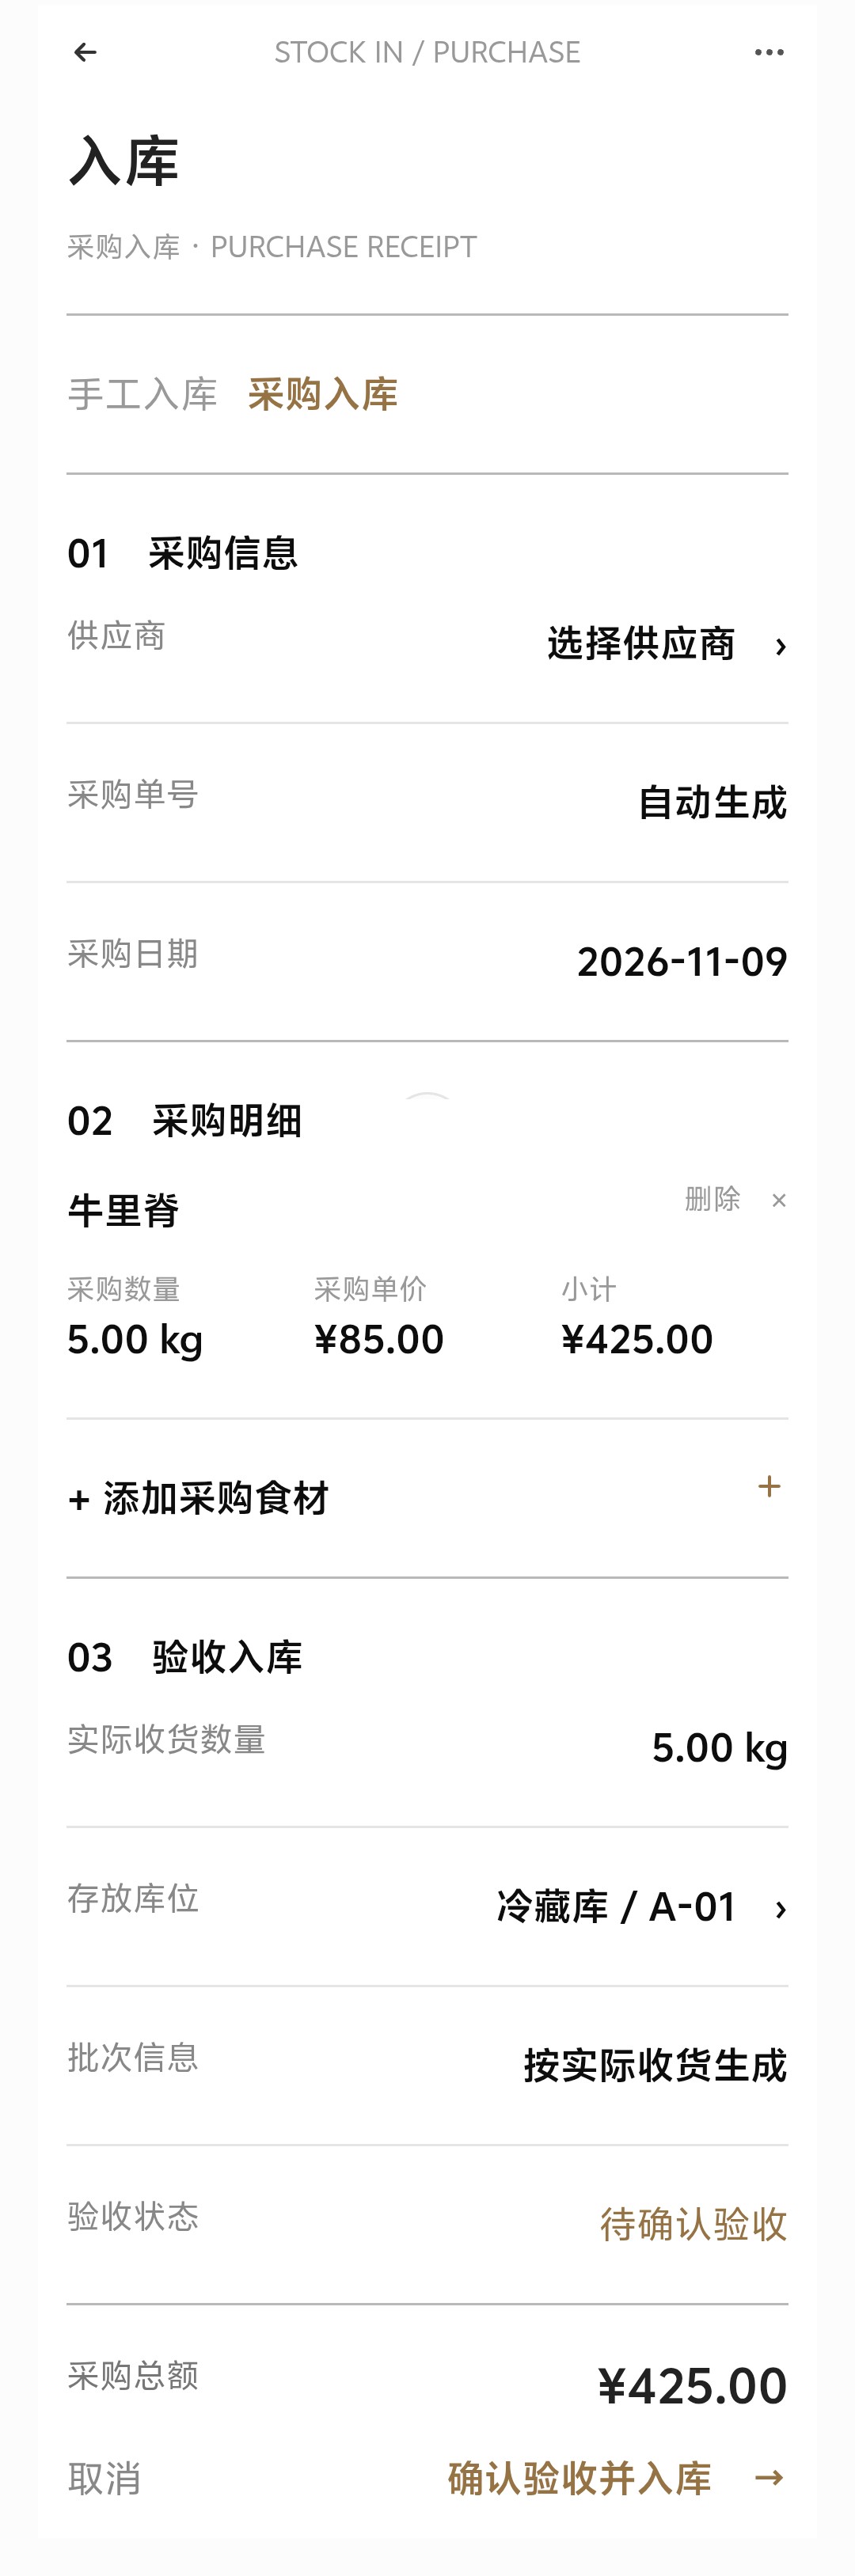 ← STOCK IN / PURCHASE •••
入库
采购入库 · PURCHASE RECEIPT
手工入库 采购入库
01 采购信息
供应商 选择供应商 ›
采购单号 自动生成
采购日期 2026-11-09
02 采购明细
牛里脊 删除 ×
采购数量 采购单价 小计
5.00 kg ¥85.00 ¥425.00
+ 添加采购食材 +
03 验收入库
实际收货数量 5.00 kg
存放库位 冷藏库 / A-01 ›
批次信息 按实际收货生成
验收状态 待确认验收
采购总额 ¥425.00
取消 确认验收并入库 →